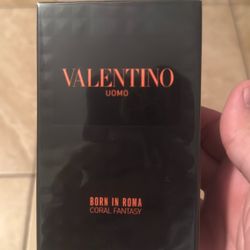 VALENTINO
UOMO
BORN IN ROMA
CORAL FANTASY